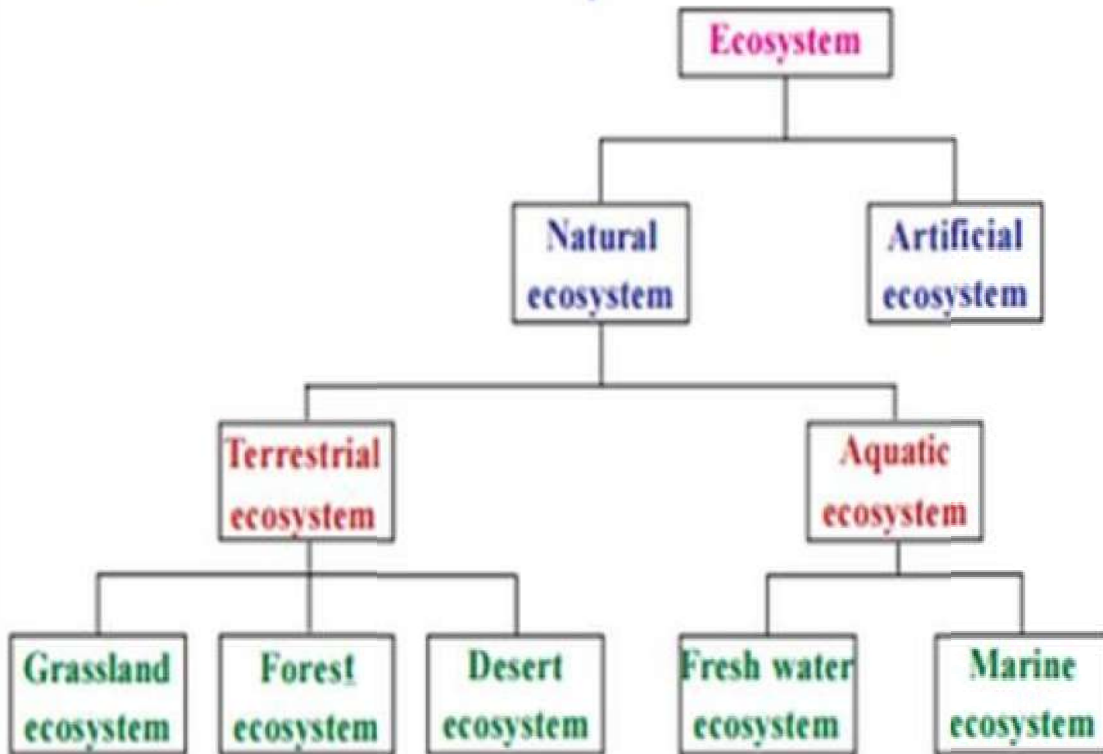 Ecosystem
Natural
ecosystem
Artificial
ecosystem
Terrestrial
ecosystem
Aquatic
ecosystem
Grassland
ecosystem
Forest
ecosystem
Desert
ecosystem
Fresh water
ecosystem
Marine
ecosystem